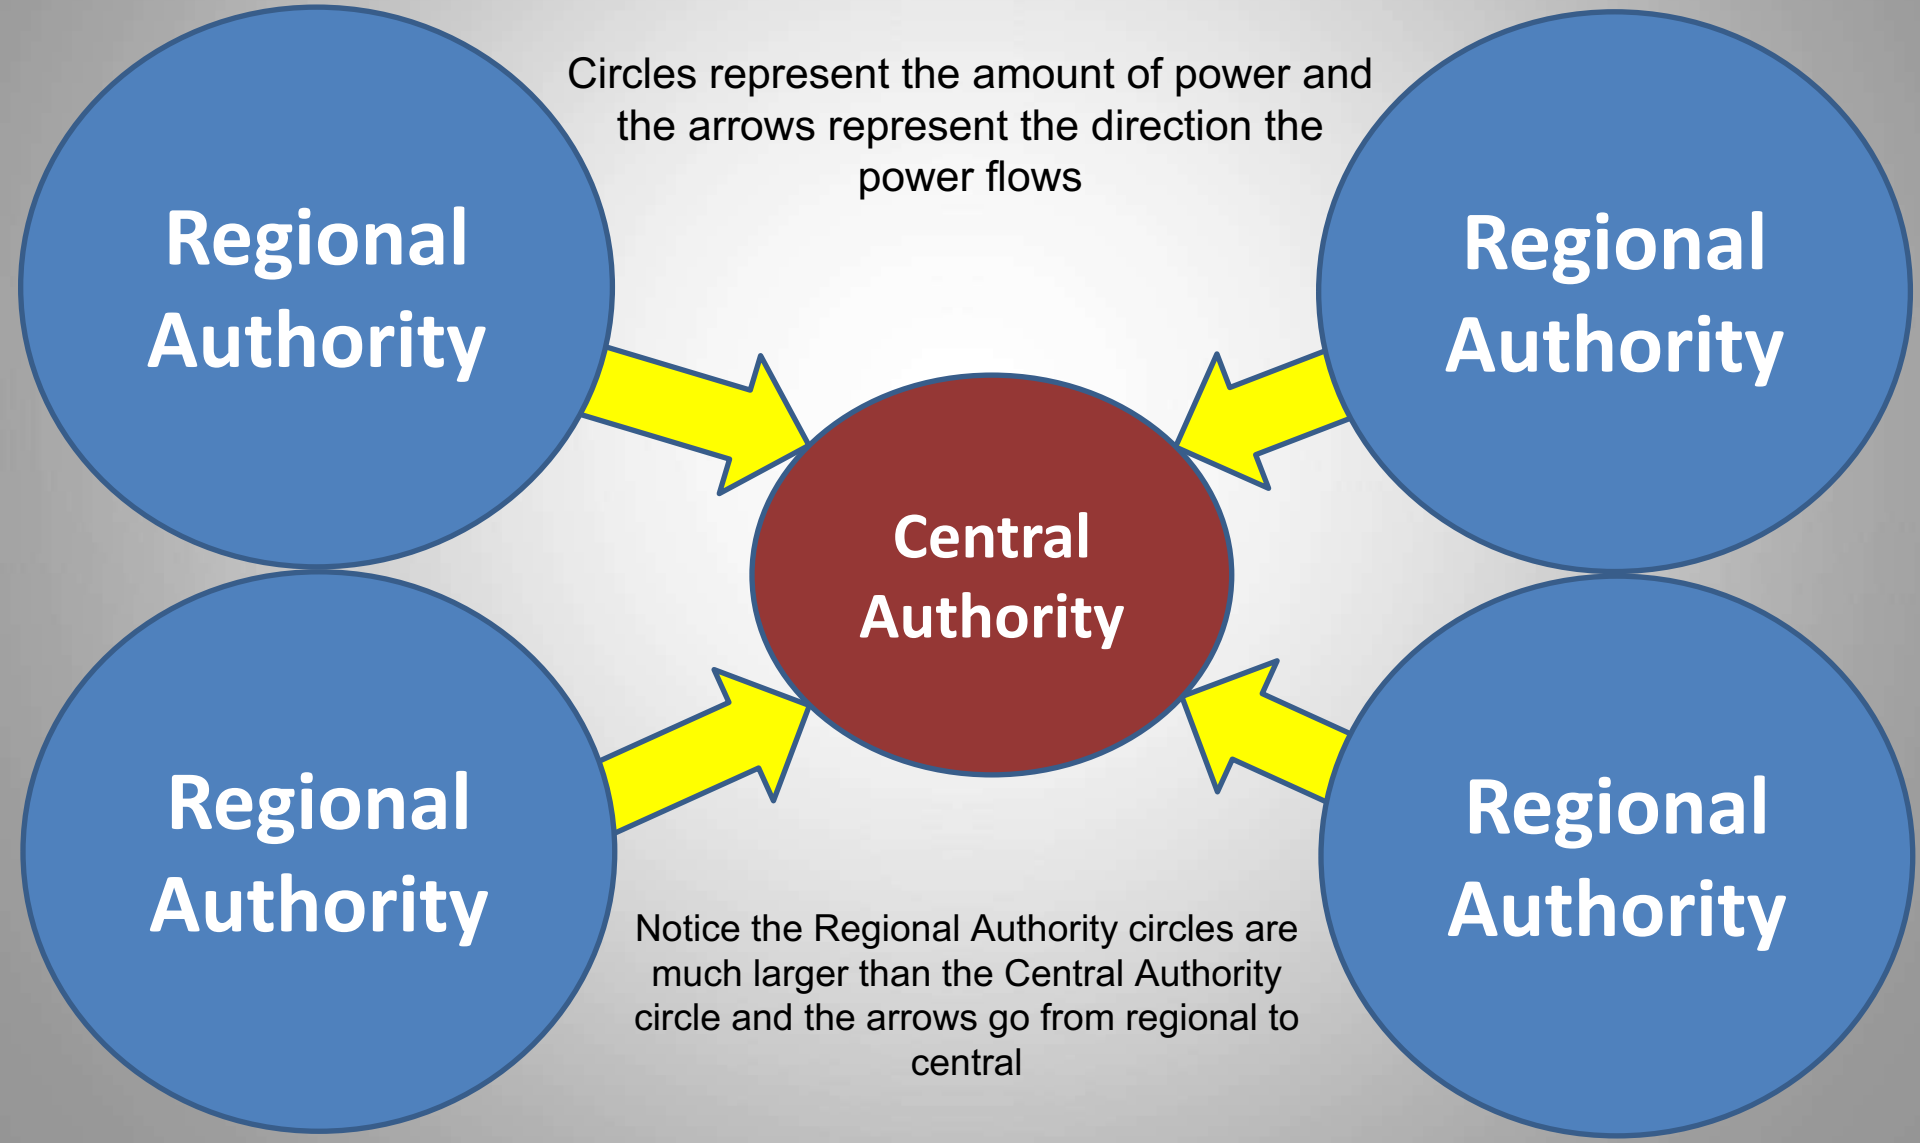 Circles represent the amount of power and
the arrows represent the direction the
power flows
Regional
Authority
Regional
Authority
Central
Authority
Regional
Authority
Regional
Authority
Notice the Regional Authority circles are
much larger than the Central Authority
circle and the arrows go from regional to
central